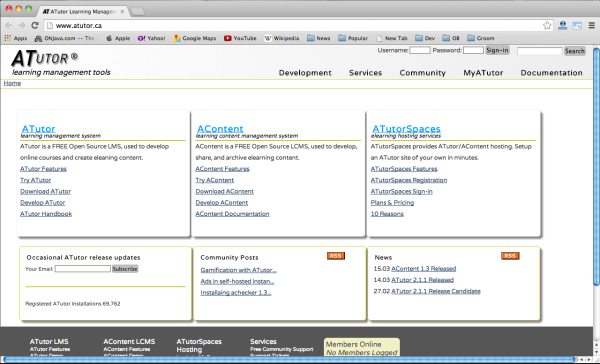 ATutor Learning Managem
www.atutor.ca
Apps ONJava.com -- The Apple Yahoo! Google Maps YouTube Wikipedia News Popular New Tab Dev OB Groom
Username: Password: Sign-in Search
ATUTOR ®
learning management tools
Development Services Community MyATutor Documentation
Home
ATutor
learning management system
ATutor is a FREE Open Source LMS, used to develop
online courses and create elearning content.
ATutor Features
Try ATutor
Download ATutor
Develop ATutor
ATutor Handbook
AContent
learning content management system
AContent is a FREE Open Source LCMS, used to develop,
share, and archive elearning content.
AContent Features
Try AContent
Download AContent
Develop AContent
AContent Documentation
ATutorSpaces
elearning hosting services
ATutorSpaces provides ATutor/AContent hosting. Setup
an ATutor site of your own in minutes.
ATutorSpaces Features
ATutorSpaces Registration
ATutorSpaces Sign-in
Plans & Pricing
10 Reasons
Occasional ATutor release updates
Your Email: Subscribe
Registered ATutor Installations 69,762
Community Posts RSS
Gamification with ATutor...
Ads in self-hosted instan...
Installaing achecker 1.3...
News RSS
15.03 AContent 1.3 Released
14.03 ATutor 2.1.1 Released
27.02 ATutor 2.1.1 Release Candidate
ATutor LMS
ATutor Features
ATutor Demo
AContent LCMS
AContent Features
AContent Demo
ATutorSpaces
Hosting
Services
Free Community Support
Support Tickets
Members Online
No Members Logged